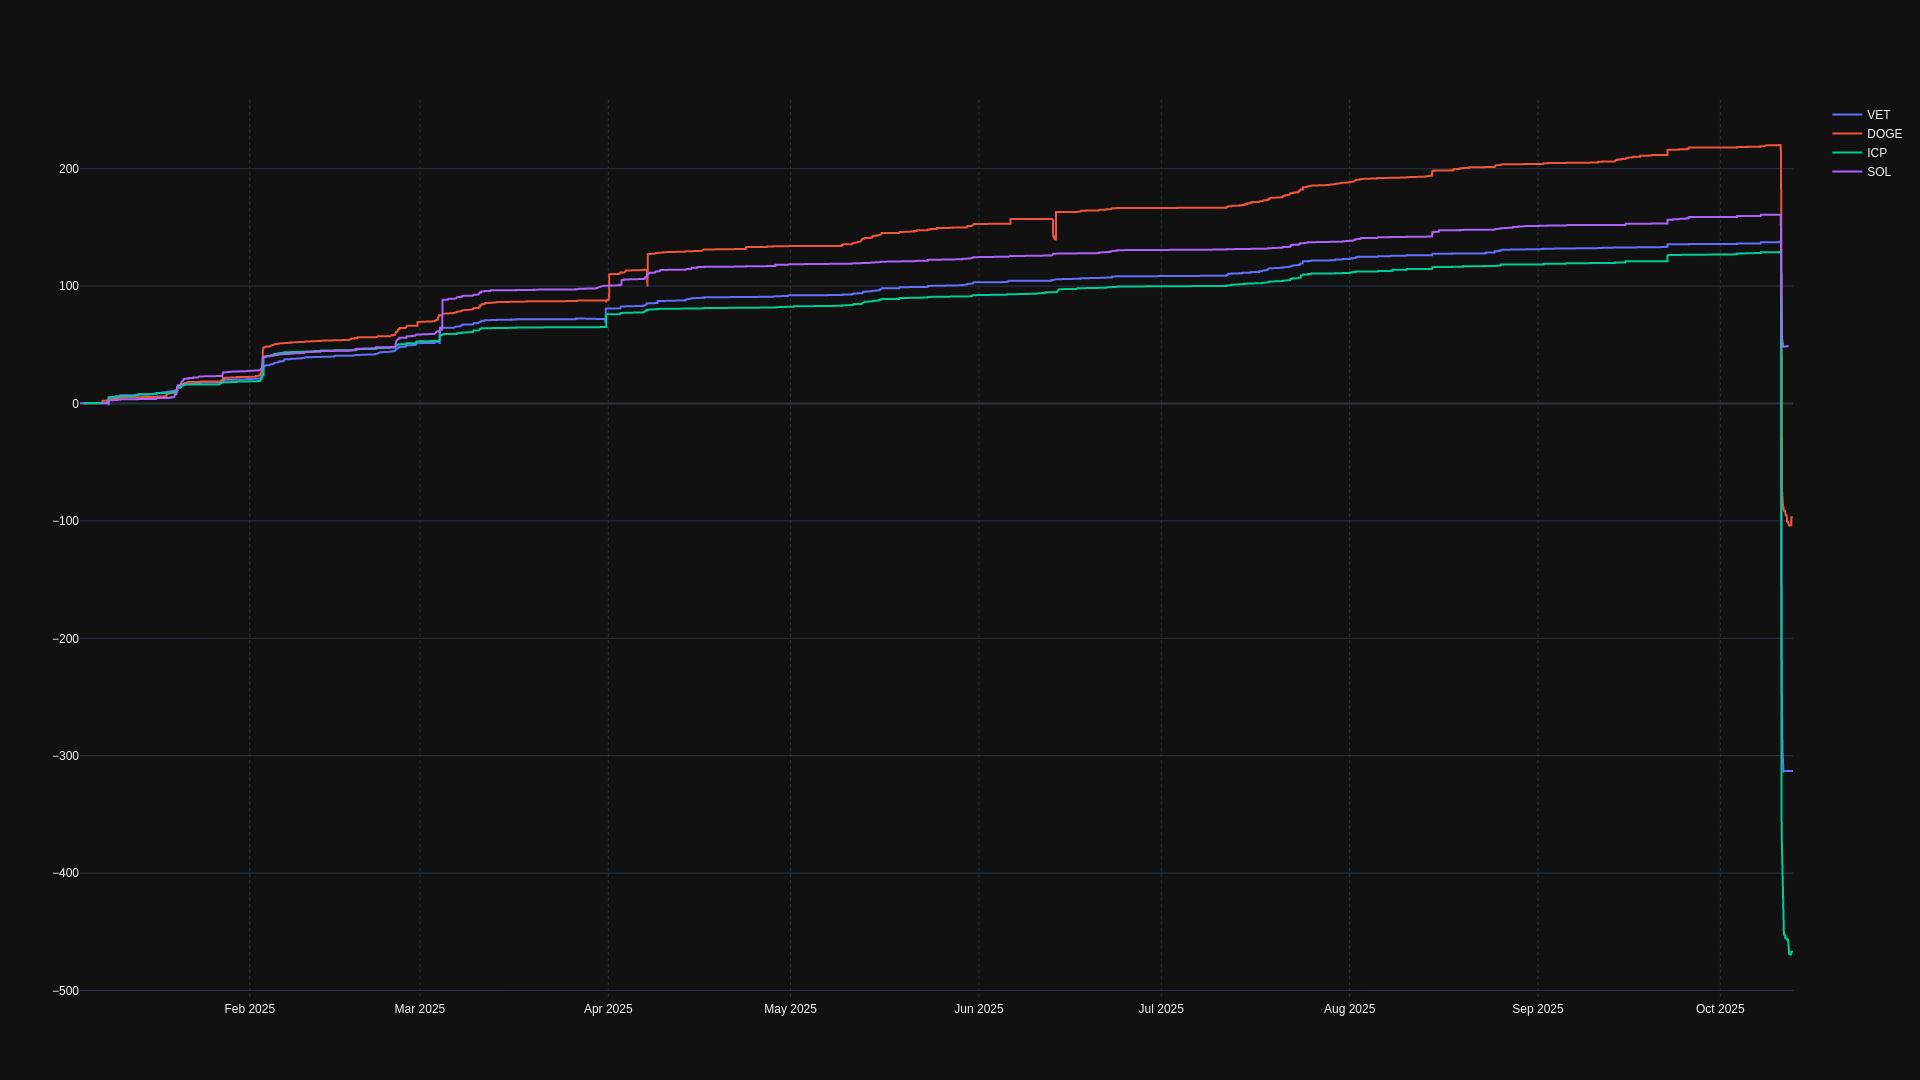 VET
DOGE
ICP
SOL
200
100
0
−100
−200
−300
−400
−500
Feb 2025
Mar 2025
Apr 2025
May 2025
Jun 2025
Jul 2025
Aug 2025
Sep 2025
Oct 2025